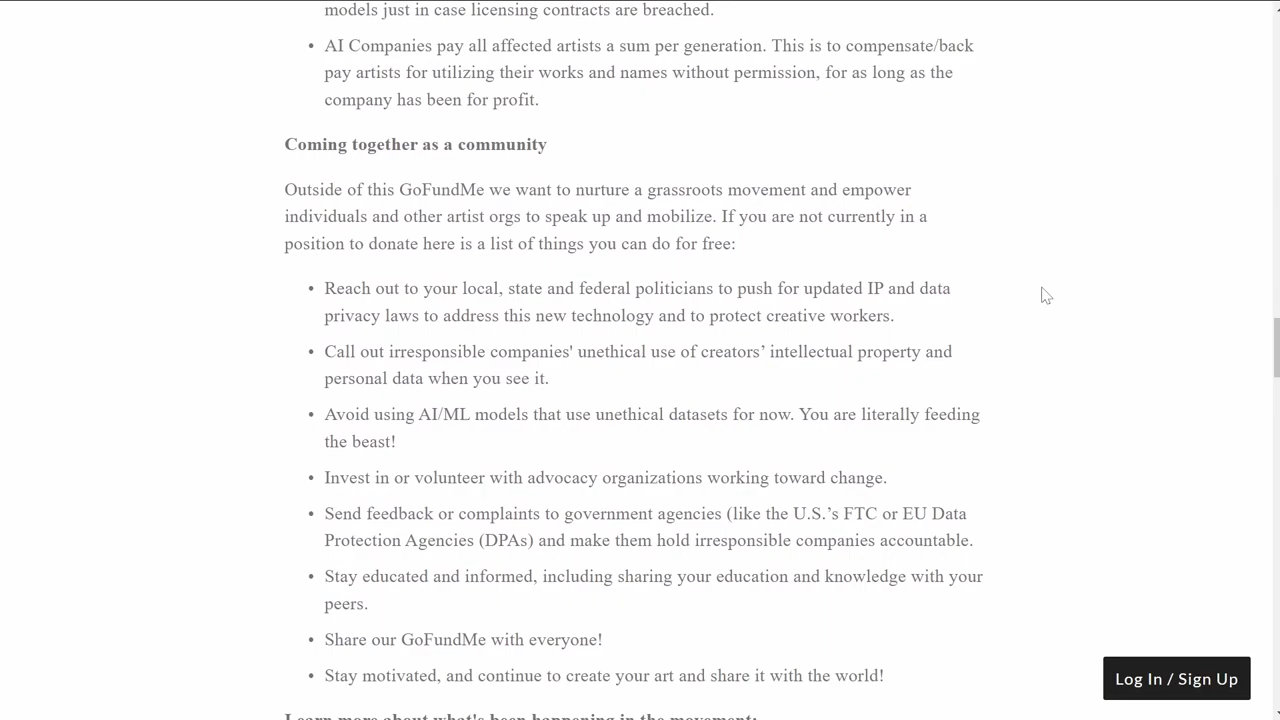 models just in case licensing contracts are breached.
• AI Companies pay all affected artists a sum per generation. This is to compensate/back
pay artists for utilizing their works and names without permission, for as long as the
company has been for profit.
Coming together as a community
Outside of this GoFundMe we want to nurture a grassroots movement and empower
individuals and other artist orgs to speak up and mobilize. If you are not currently in a
position to donate here is a list of things you can do for free:
• Reach out to your local, state and federal politicians to push for updated IP and data
privacy laws to address this new technology and to protect creative workers.
• Call out irresponsible companies' unethical use of creators’ intellectual property and
personal data when you see it.
• Avoid using AI/ML models that use unethical datasets for now. You are literally feeding
the beast!
• Invest in or volunteer with advocacy organizations working toward change.
• Send feedback or complaints to government agencies (like the U.S.’s FTC or EU Data
Protection Agencies (DPAs) and make them hold irresponsible companies accountable.
• Stay educated and informed, including sharing your education and knowledge with your
peers.
• Share our GoFundMe with everyone!
• Stay motivated, and continue to create your art and share it with the world!
Log In / Sign Up
Learn more about what's been happening in the movement: